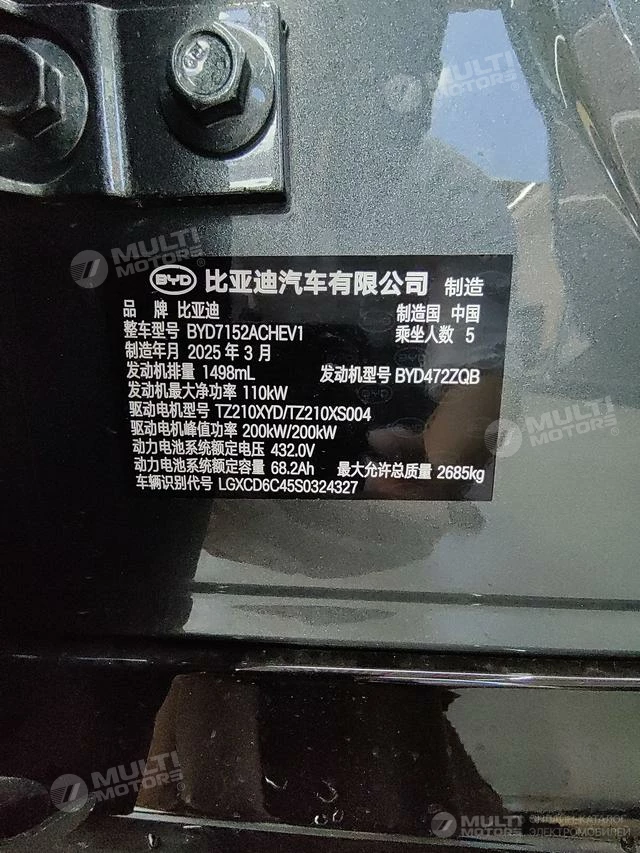 MULTI MOTORS
MULTI MOTORS
BYD 比亚迪汽车有限公司 制造
品 牌 比亚迪 制造国 中国
整车型号 BYD7152ACHEV1 乘坐人数 5
制造年月 2025 年 3 月
发动机排量 1498mL 发动机型号 BYD472ZQB
发动机最大净功率 110kW
驱动电机型号 TZ210XYD/TZ210XS004
驱动电机峰值功率 200kW/200kW
动力电池系统额定电压 432.0V
动力电池系统额定容量 68.2Ah 最大允许总质量 2685kg
车辆识别代号 LGXCD6C45S0324327
MULTI MOTORS
MULTI MOTORS
MULTI MOTORS ОНЛАЙН-КАТАЛОГ ЭЛЕКТРОМОБИЛЕЙ